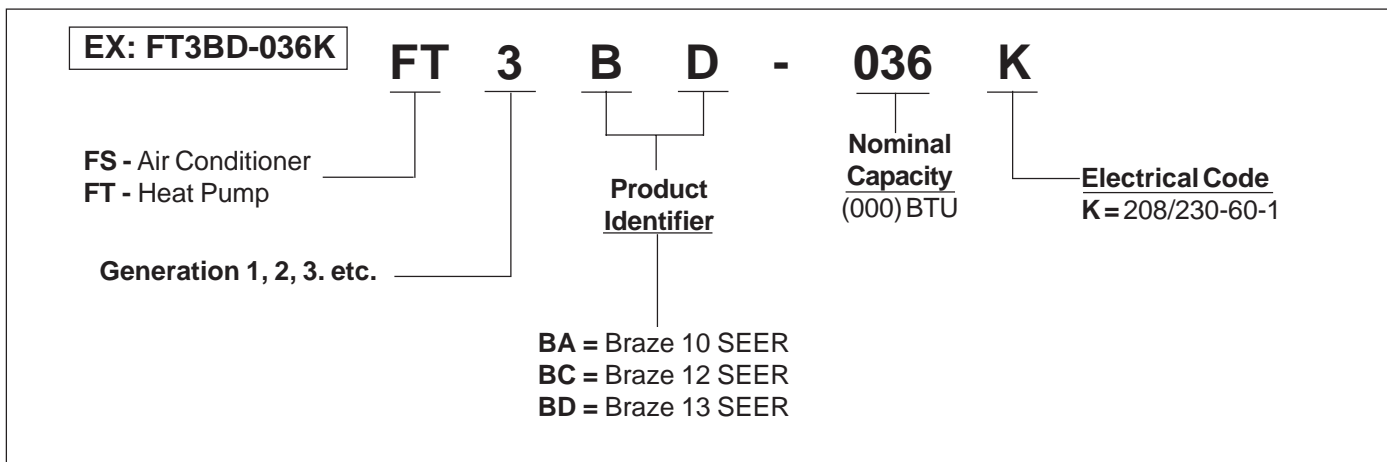 EX: FT3BD-036K
FT 3 B D - 036 K
FS - Air Conditioner
FT - Heat Pump
Generation 1, 2, 3. etc.
Product
Identifier
BA = Braze 10 SEER
BC = Braze 12 SEER
BD = Braze 13 SEER
Nominal
Capacity
(000) BTU
Electrical Code
K = 208/230-60-1